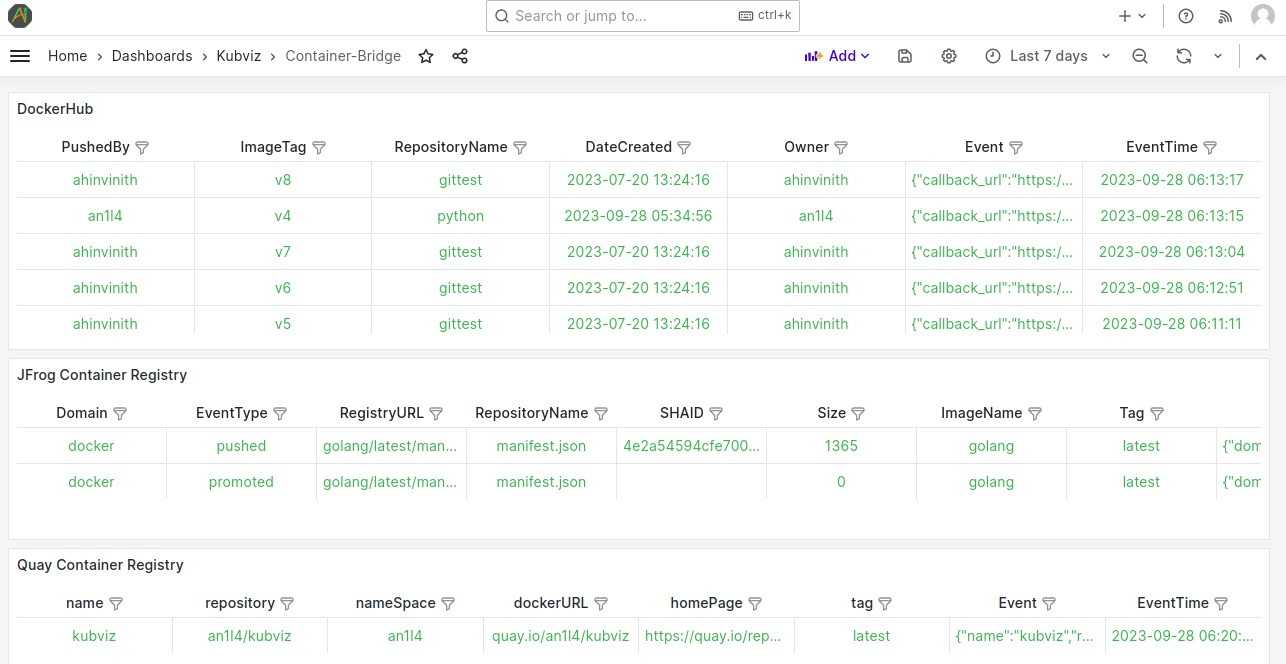 Search or jump to... ctrl+k
Home > Dashboards > Kubviz > Container-Bridge Add Last 7 days
DockerHub
PushedBy ImageTag RepositoryName DateCreated Owner Event EventTime
ahinvinith v8 gittest 2023-07-20 13:24:16 ahinvinith {"callback_url":"https:/... 2023-09-28 06:13:17
an1l4 v4 python 2023-09-28 05:34:56 an1l4 {"callback_url":"https:/... 2023-09-28 06:13:15
ahinvinith v7 gittest 2023-07-20 13:24:16 ahinvinith {"callback_url":"https:/... 2023-09-28 06:13:04
ahinvinith v6 gittest 2023-07-20 13:24:16 ahinvinith {"callback_url":"https:/... 2023-09-28 06:12:51
ahinvinith v5 gittest 2023-07-20 13:24:16 ahinvinith {"callback_url":"https:/... 2023-09-28 06:11:11
JFrog Container Registry
Domain EventType RegistryURL RepositoryName SHAID Size ImageName Tag
docker pushed golang/latest/man... manifest.json 4e2a54594cfe700... 1365 golang latest {"dom
docker promoted golang/latest/man... manifest.json 0 golang latest {"dom
Quay Container Registry
name repository nameSpace dockerURL homePage tag Event EventTime
kubviz an1l4/kubviz an1l4 quay.io/an1l4/kubviz https://quay.io/rep... latest {"name":"kubviz","r... 2023-09-28 06:20:...